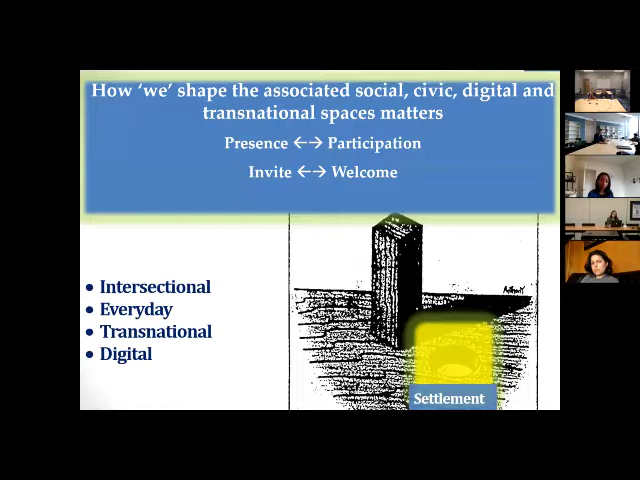 How ‘we’ shape the associated social, civic, digital and
transnational spaces matters
Presence ←→ Participation
Invite ←→ Welcome
• Intersectional
• Everyday
• Transnational
• Digital
Settlement